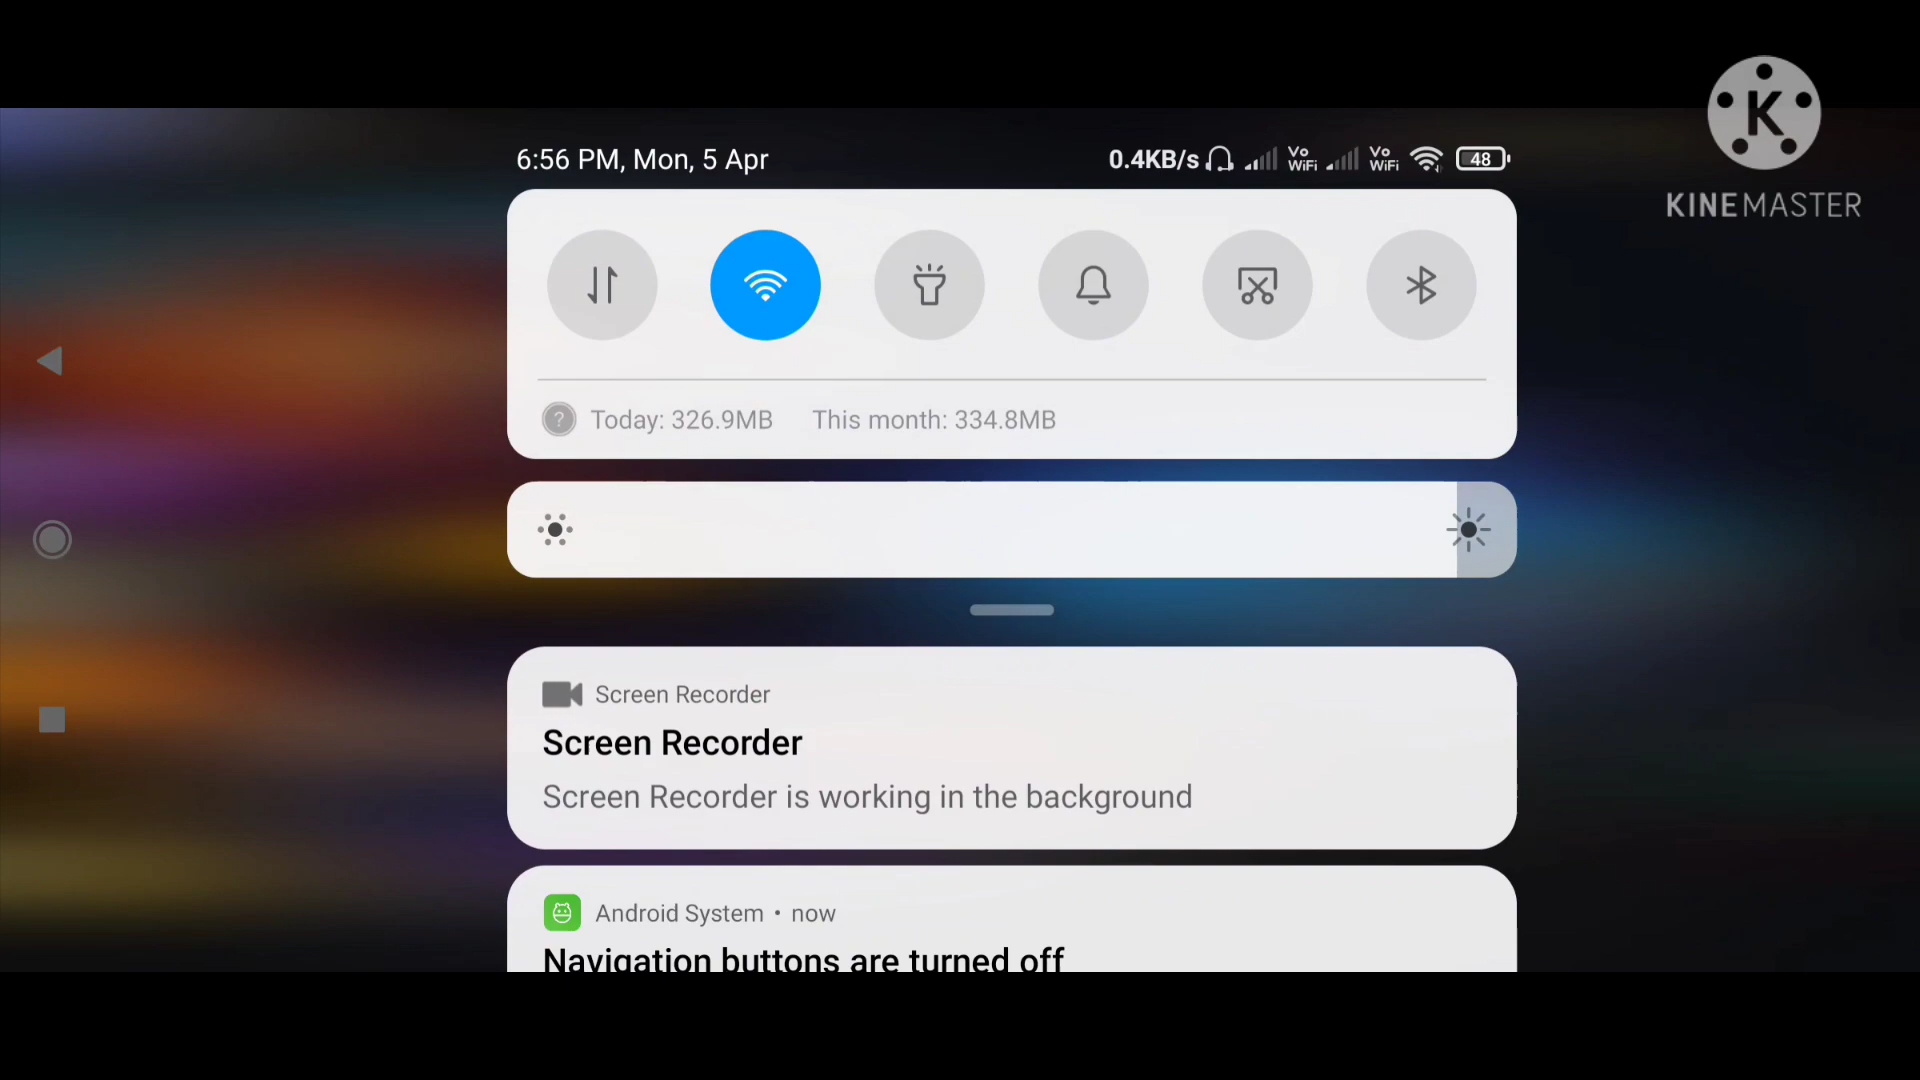 K
KINEMASTER
6:56 PM, Mon, 5 Apr 0.4KB/s Vo WiFi Vo WiFi 48
? Today: 326.9MB This month: 334.8MB
Screen Recorder
Screen Recorder
Screen Recorder is working in the background
Android System • now
Navigation buttons are turned off